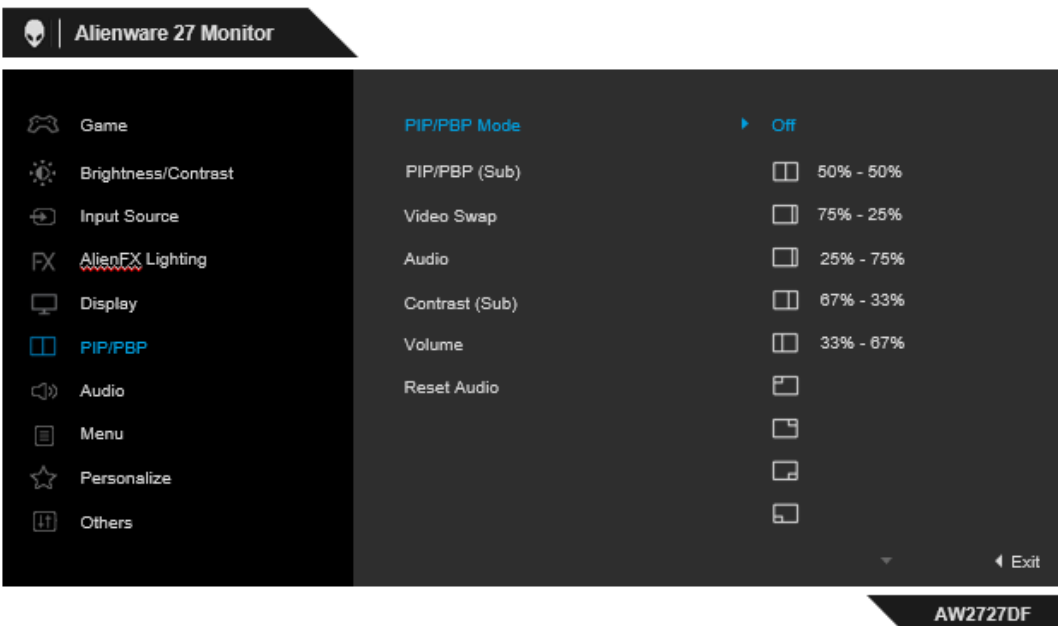 Alienware 27 Monitor
Game
PIP/PBP Mode
Off
Brightness/Contrast
PIP/PBP (Sub)
50% - 50%
Input Source
Video Swap
75% - 25%
FX
AlienFX Lighting
Audio
25% - 75%
Display
Contrast (Sub)
67% - 33%
PIP/PBP
Volume
33% - 67%
Audio
Reset Audio
Menu
Personalize
Others
Exit
AW2727DF